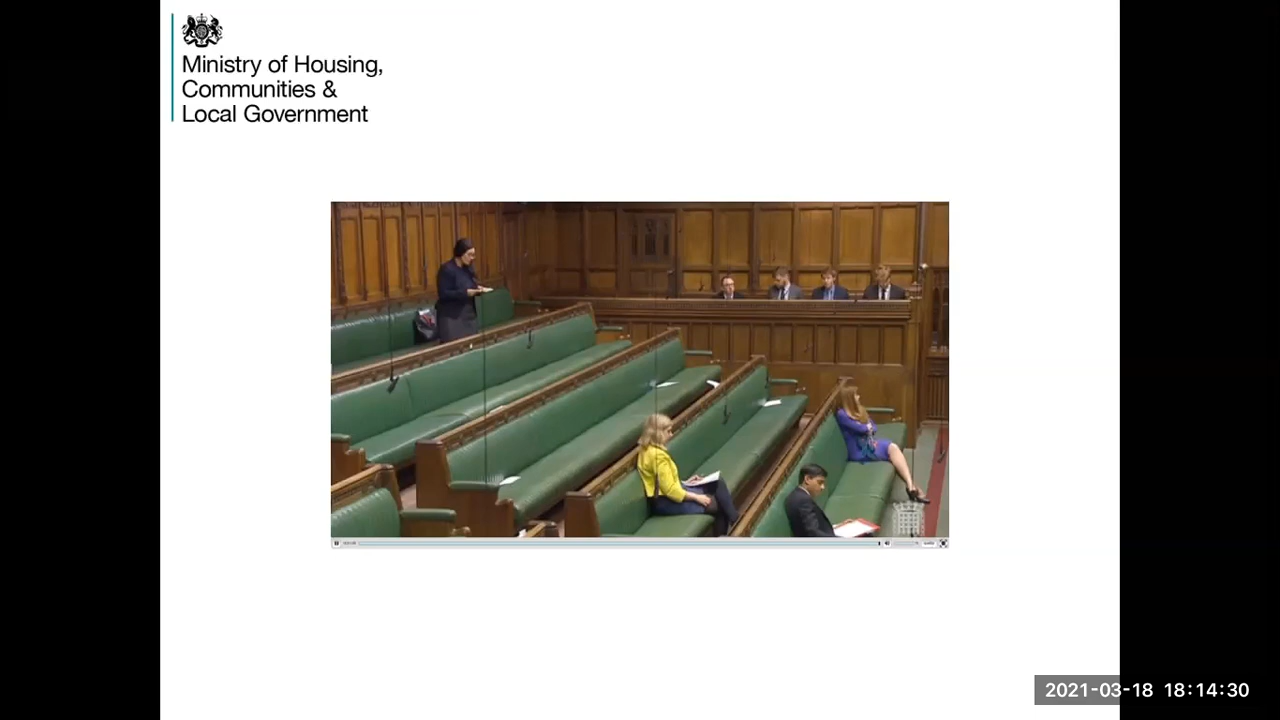 Ministry of Housing,
Communities &
Local Government
2021-03-18 18:14:30